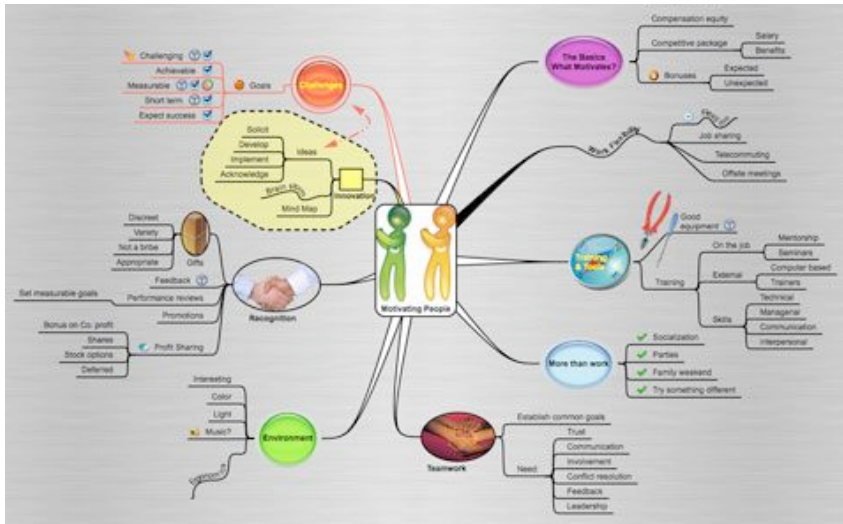 Motivating People
The Basics
What Motivates?
Compensation equity
Competitive package
Salary
Benefits
Bonuses
Expected
Unexpected
Work
Job sharing
Telecommuting
Offsite meetings
Training
& Tools
Good
equipment
Training
On the job
Mentorship
Seminars
External
Computer based
Trainers
Skills
Technical
Managerial
Communication
Interpersonal
More than work
Socialization
Parties
Family weekend
Try something different
Teamwork
Establish common goals
Need
Trust
Communication
Involvement
Conflict resolution
Feedback
Leadership
Environment
Interesting
Color
Light
Music?
Recognition
Gifts
Discreet
Variety
Not a bribe
Appropriate
Feedback
Performance reviews
Set measurable goals
Promotions
Profit Sharing
Bonus on Co. profit
Shares
Stock options
Deferred
Innovation
Ideas
Solicit
Develop
Implement
Acknowledge
Brain
Mind Map
Challenges
Goals
Challenging
Achievable
Measurable
Short term
Expect success